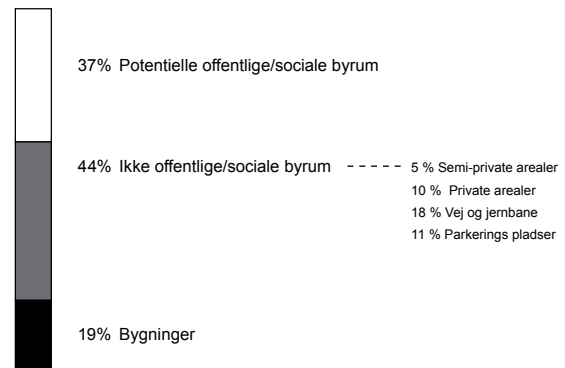 37% Potentielle offentlige/sociale byrum
44% Ikke offentlige/sociale byrum
5 % Semi-private arealer
10 % Private arealer
18 % Vej og jernbane
11 % Parkerings pladser
19% Bygninger